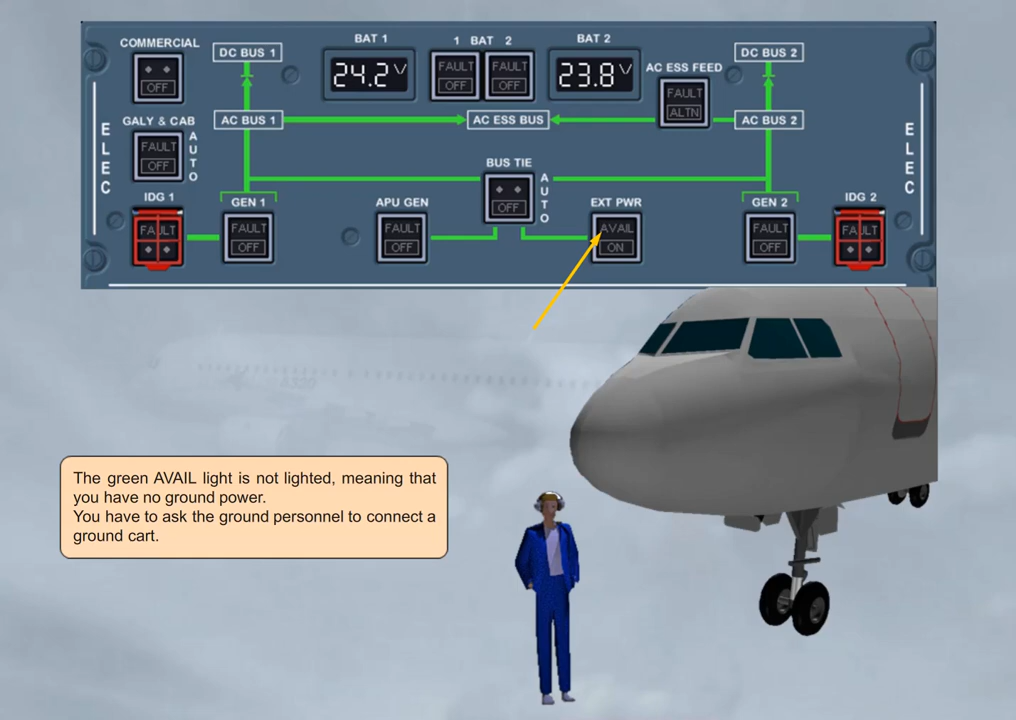 COMMERCIAL
OFF
DC BUS 1
BAT 1
24.2 V
1 BAT 2
FAULT
OFF
FAULT
OFF
BAT 2
23.8 V
AC ESS FEED
FAULT
ALTN
DC BUS 2
GALY & CAB
FAULT
OFF
AUTO
AC BUS 1
AC ESS BUS
AC BUS 2
ELEC
ELEC
BUS TIE
OFF
AUTO
IDG 1
FAULT
GEN 1
FAULT
OFF
APU GEN
FAULT
OFF
EXT PWR
AVAIL
ON
GEN 2
FAULT
OFF
IDG 2
FAULT
The green AVAIL light is not lighted, meaning that
you have no ground power.
You have to ask the ground personnel to connect a
ground cart.